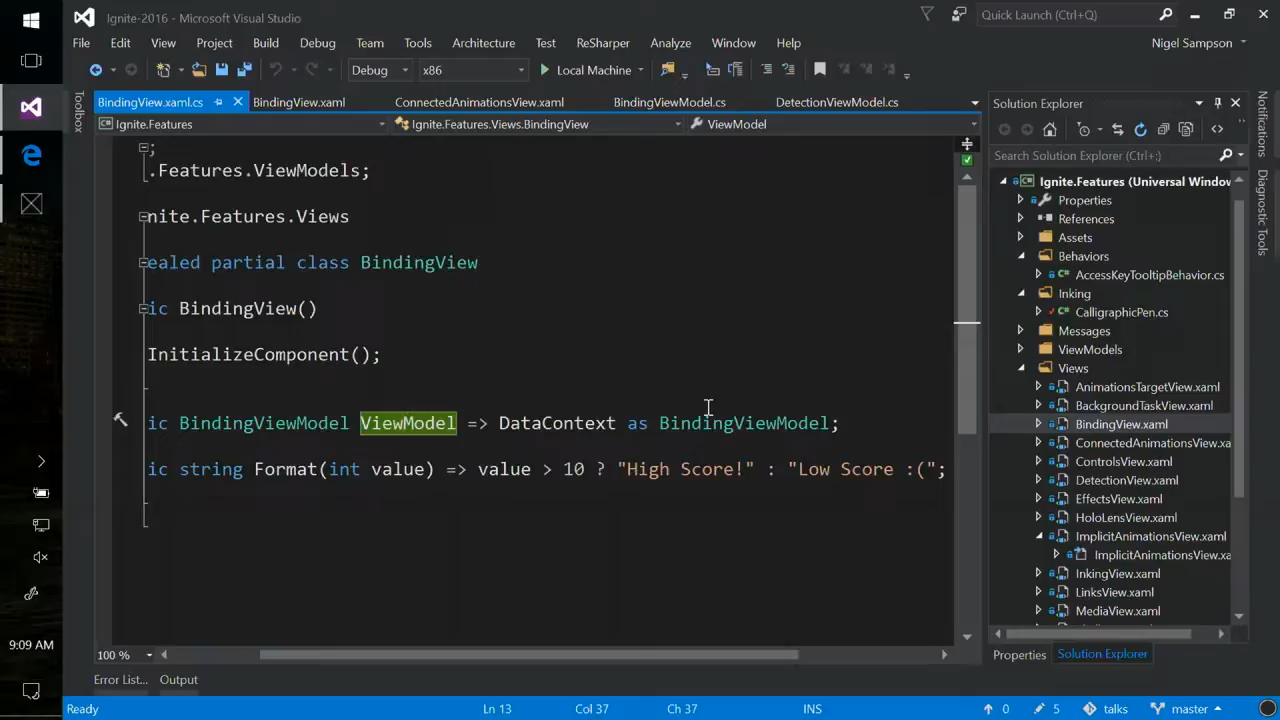 Ignite-2016 - Microsoft Visual Studio
Quick Launch (Ctrl+Q)
File Edit View Project Build Debug Team Tools Architecture Test ReSharper Analyze Window Help
Nigel Sampson
Debug x86 Local Machine
BindingView.xaml.cs BindingView.xaml ConnectedAnimationsView.xaml BindingViewModel.cs DetectionViewModel.cs
Ignite.Features Ignite.Features.Views.BindingView ViewModel
Toolbox
;
.Features.ViewModels;
nite.Features.Views
ealed partial class BindingView
ic BindingView()
InitializeComponent();
ic BindingViewModel ViewModel => DataContext as BindingViewModel;
ic string Format(int value) => value > 10 ? "High Score!" : "Low Score :(";
100 %
Error List... Output
Solution Explorer
Search Solution Explorer (Ctrl+;)
Ignite.Features (Universal Window
Properties
References
Assets
Behaviors
C# AccessKeyTooltipBehavior.cs
Inking
C# CalligraphicPen.cs
Messages
ViewModels
Views
AnimationsTargetView.xaml
BackgroundTaskView.xaml
BindingView.xaml
ConnectedAnimationsView.xa
ControlsView.xaml
DetectionView.xaml
EffectsView.xaml
HoloLensView.xaml
ImplicitAnimationsView.xaml
ImplicitAnimationsView.xa
InkingView.xaml
LinksView.xaml
MediaView.xaml
Properties Solution Explorer
Notifications
Diagnostic Tools
9:09 AM
Ready Ln 13 Col 37 Ch 37 INS 0 5 talks master